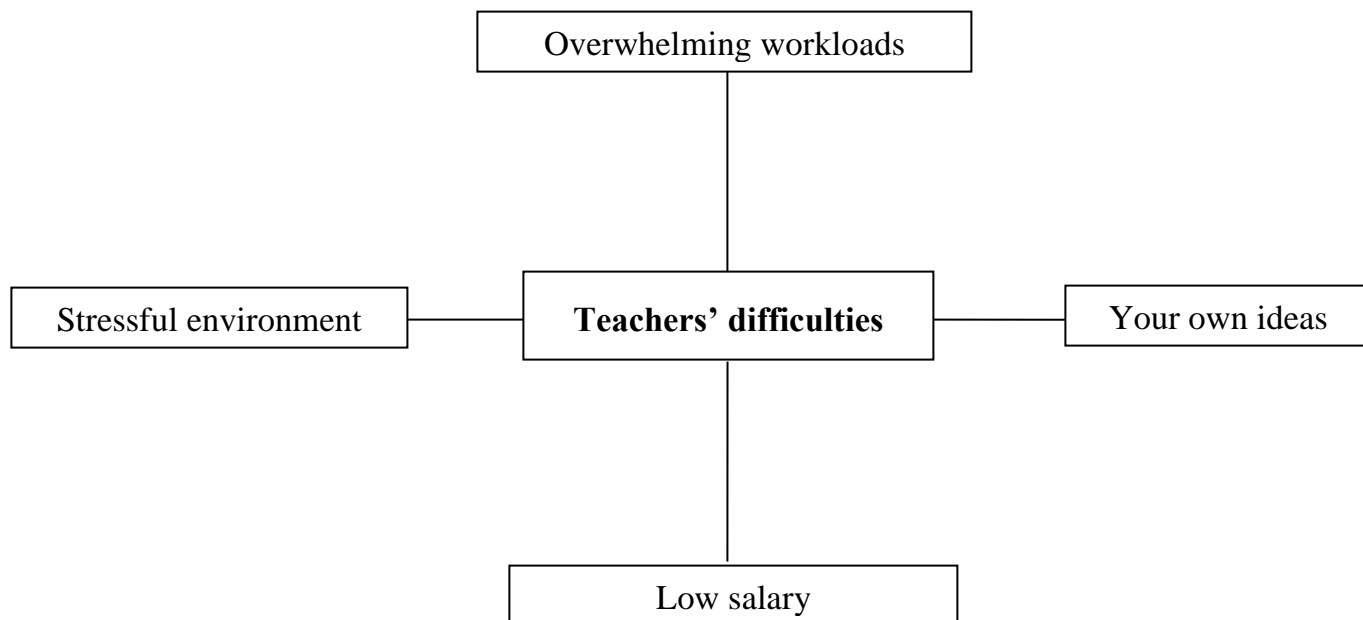 Overwhelming workloads
Stressful environment
Teachers’ difficulties
Your own ideas
Low salary